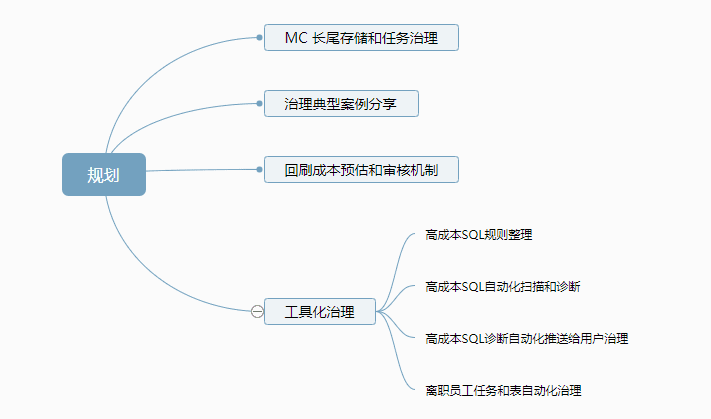 MC 长尾存储和任务治理
治理典型案例分享
规划
回刷成本预估和审核机制
高成本SQL规则整理
高成本SQL自动化扫描和诊断
工具化治理
高成本SQL诊断自动化推送给用户治理
离职员工任务和表自动化治理